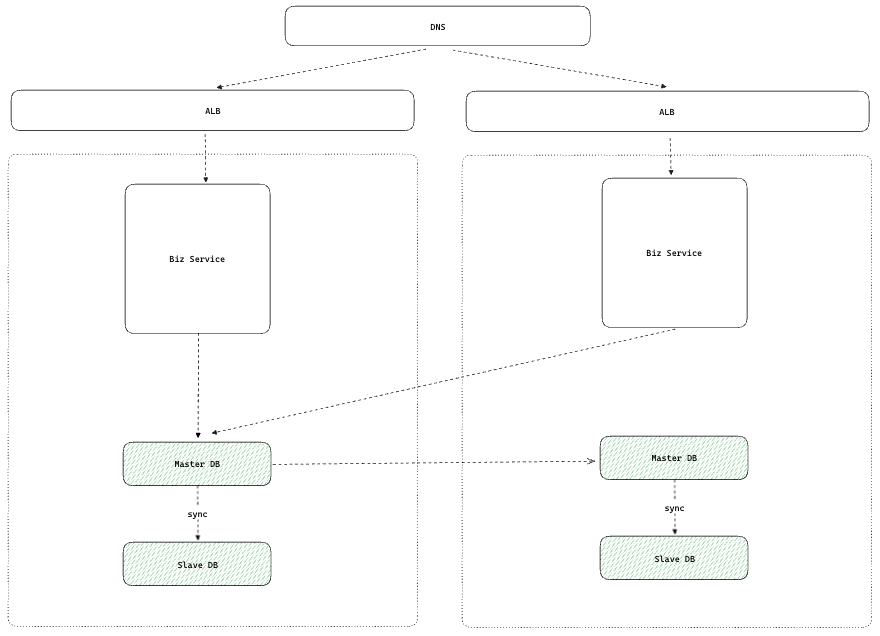 DNS
ALB
ALB
Biz Service
Biz Service
Master DB
Master DB
sync
sync
Slave DB
Slave DB